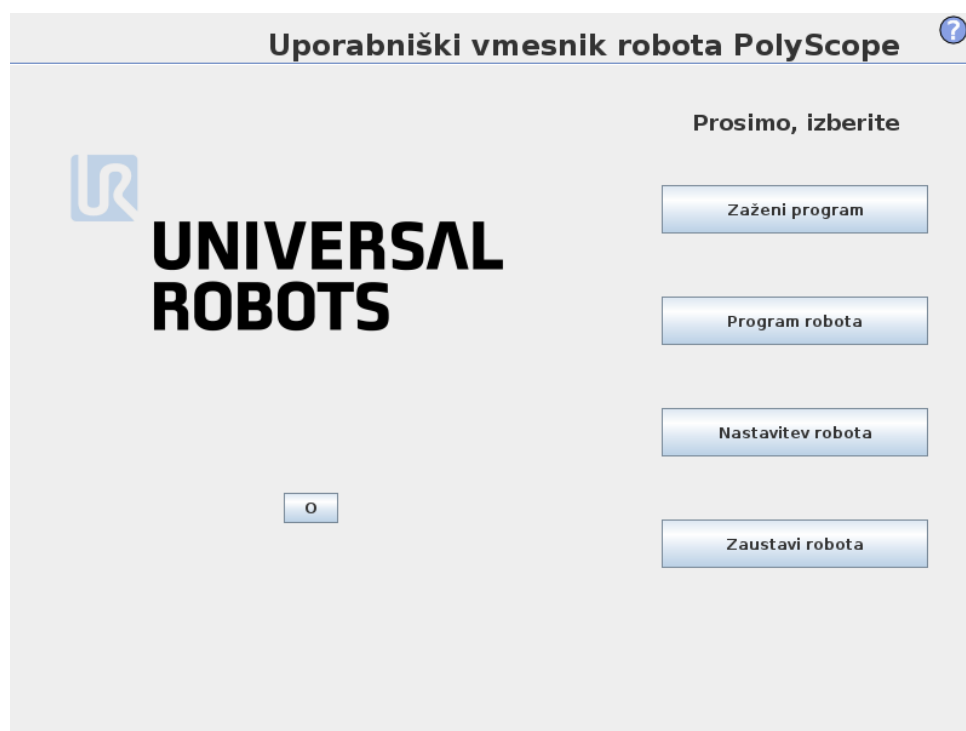 Uporabniški vmesnik robota PolyScope
?
Prosimo, izberite
UR
UNIVERSAL
ROBOTS
Zaženi program
Program robota
Nastavitev robota
O
Zaustavi robota